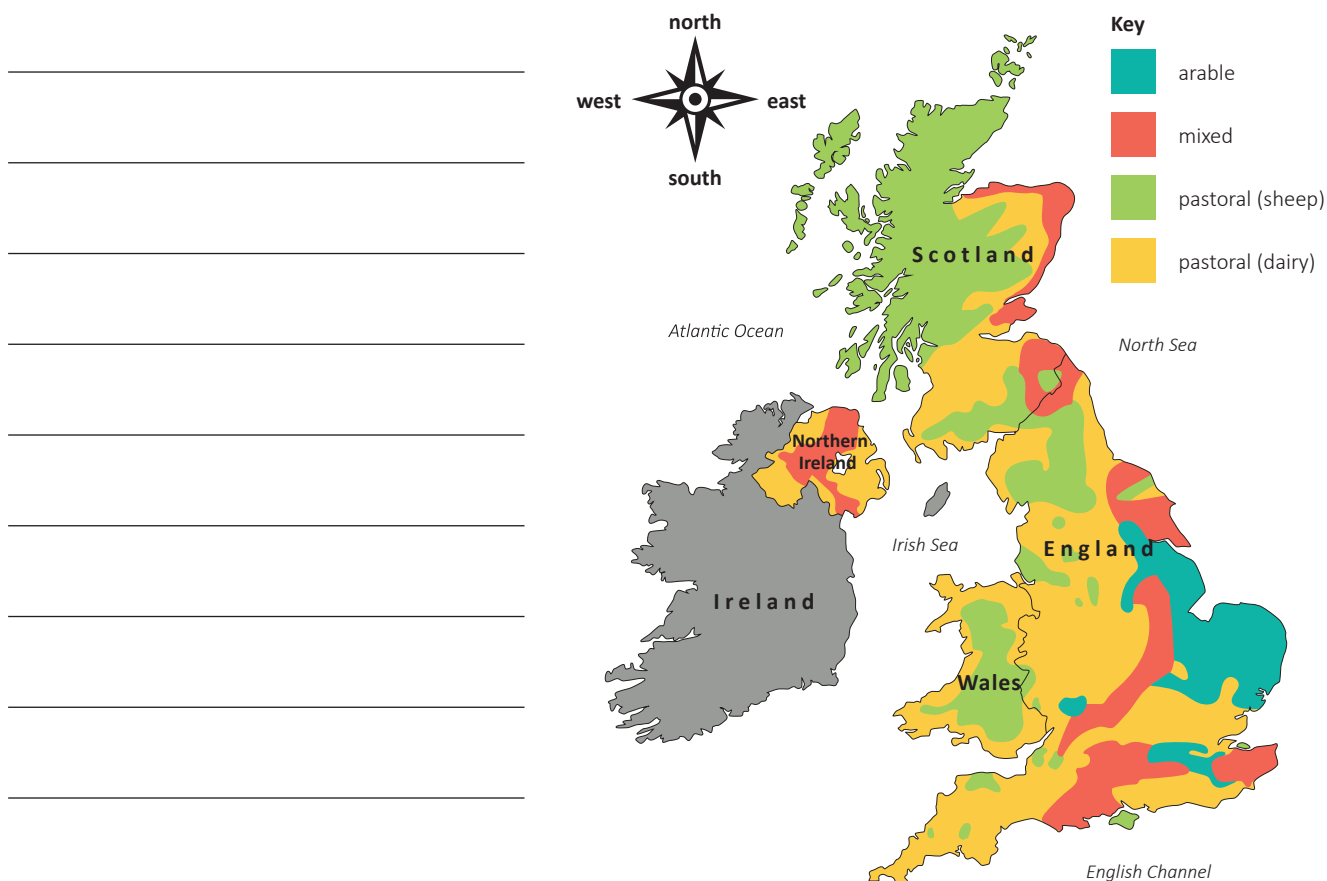 north
west
east
south
Key
arable
mixed
pastoral (sheep)
pastoral (dairy)
Scotland
Atlantic Ocean
North Sea
Northern
Ireland
Irish Sea
England
Ireland
Wales
English Channel